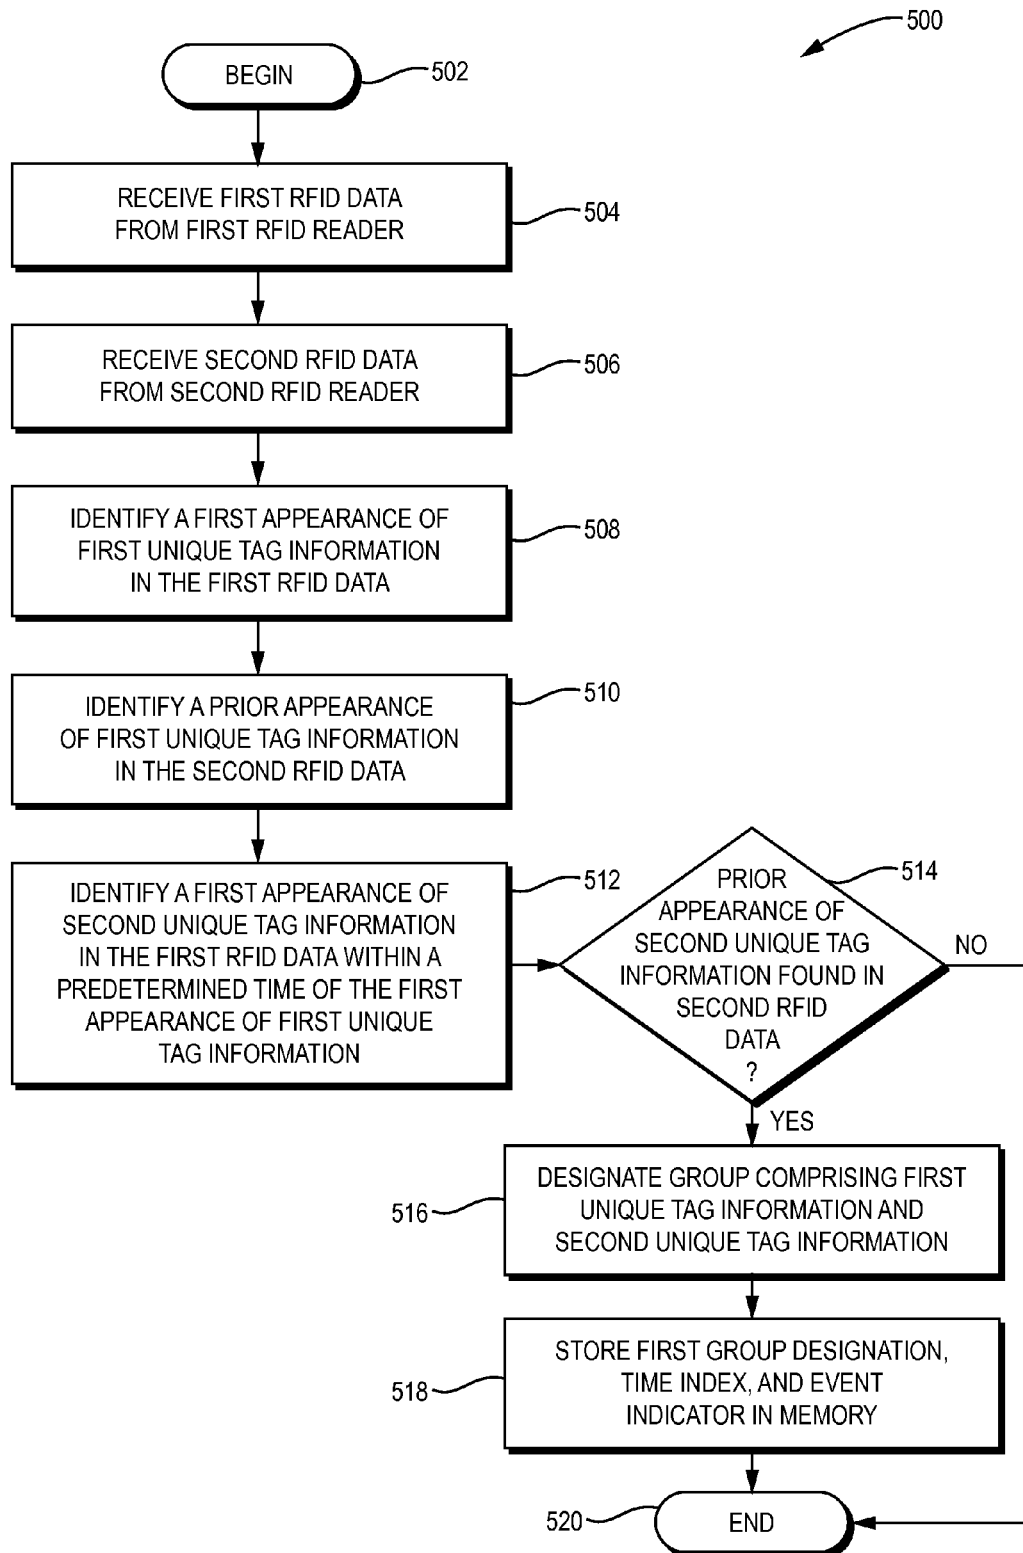 500
BEGIN
502
RECEIVE FIRST RFID DATA
FROM FIRST RFID READER
504
RECEIVE SECOND RFID DATA
FROM SECOND RFID READER
506
IDENTIFY A FIRST APPEARANCE OF
FIRST UNIQUE TAG INFORMATION
IN THE FIRST RFID DATA
508
IDENTIFY A PRIOR APPEARANCE
OF FIRST UNIQUE TAG INFORMATION
IN THE SECOND RFID DATA
510
IDENTIFY A FIRST APPEARANCE OF
SECOND UNIQUE TAG INFORMATION
IN THE FIRST RFID DATA WITHIN A
PREDETERMINED TIME OF THE FIRST
APPEARANCE OF FIRST UNIQUE
TAG INFORMATION
512
PRIOR
APPEARANCE OF
SECOND UNIQUE TAG
INFORMATION FOUND IN
SECOND RFID
DATA
?
514
NO
YES
DESIGNATE GROUP COMPRISING FIRST
UNIQUE TAG INFORMATION AND
SECOND UNIQUE TAG INFORMATION
516
STORE FIRST GROUP DESIGNATION,
TIME INDEX, AND EVENT
INDICATOR IN MEMORY
518
520
END